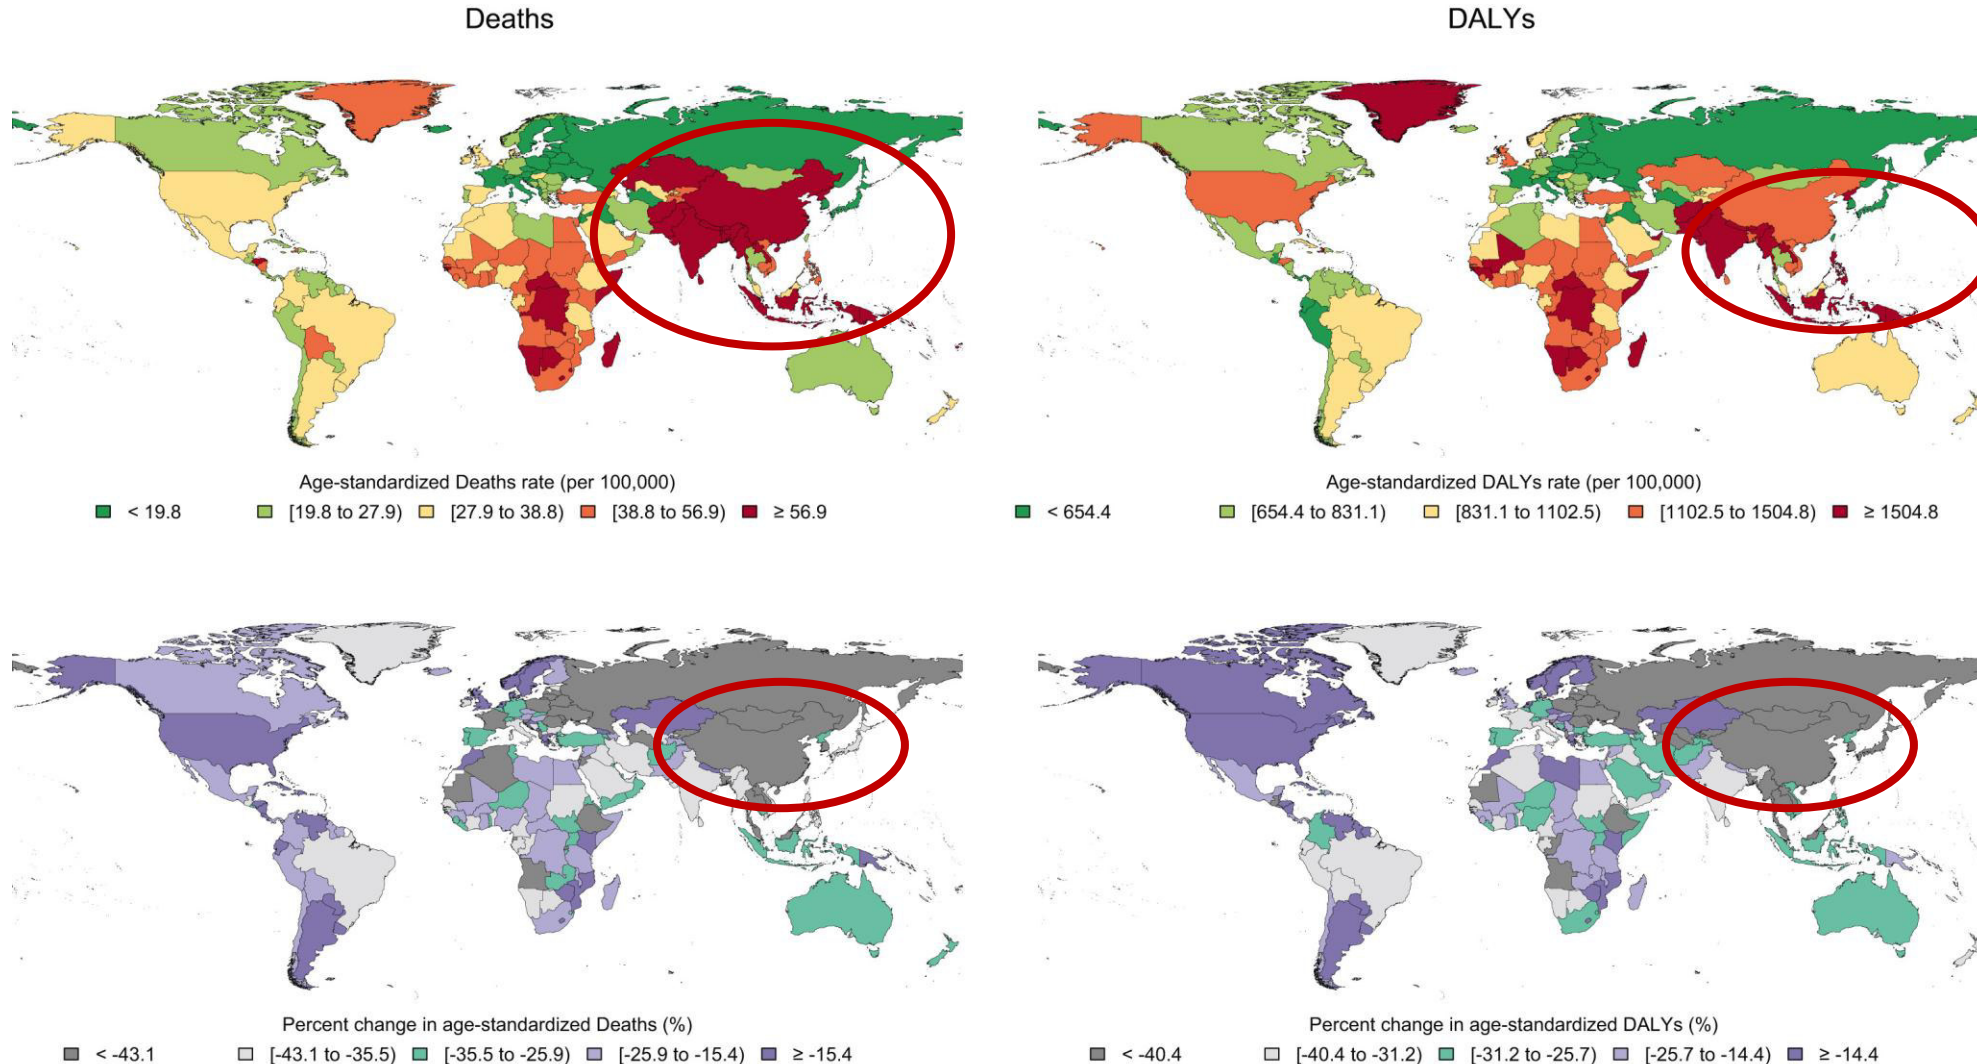 Deaths
DALYs
Age-standardized Deaths rate (per 100,000)
< 19.8 [19.8 to 27.9) [27.9 to 38.8) [38.8 to 56.9) ≥ 56.9
Age-standardized DALYs rate (per 100,000)
< 654.4 [654.4 to 831.1) [831.1 to 1102.5) [1102.5 to 1504.8) ≥ 1504.8
Percent change in age-standardized Deaths (%)
< -43.1 [-43.1 to -35.5) [-35.5 to -25.9) [-25.9 to -15.4) ≥ -15.4
Percent change in age-standardized DALYs (%)
< -40.4 [-40.4 to -31.2) [-31.2 to -25.7) [-25.7 to -14.4) ≥ -14.4